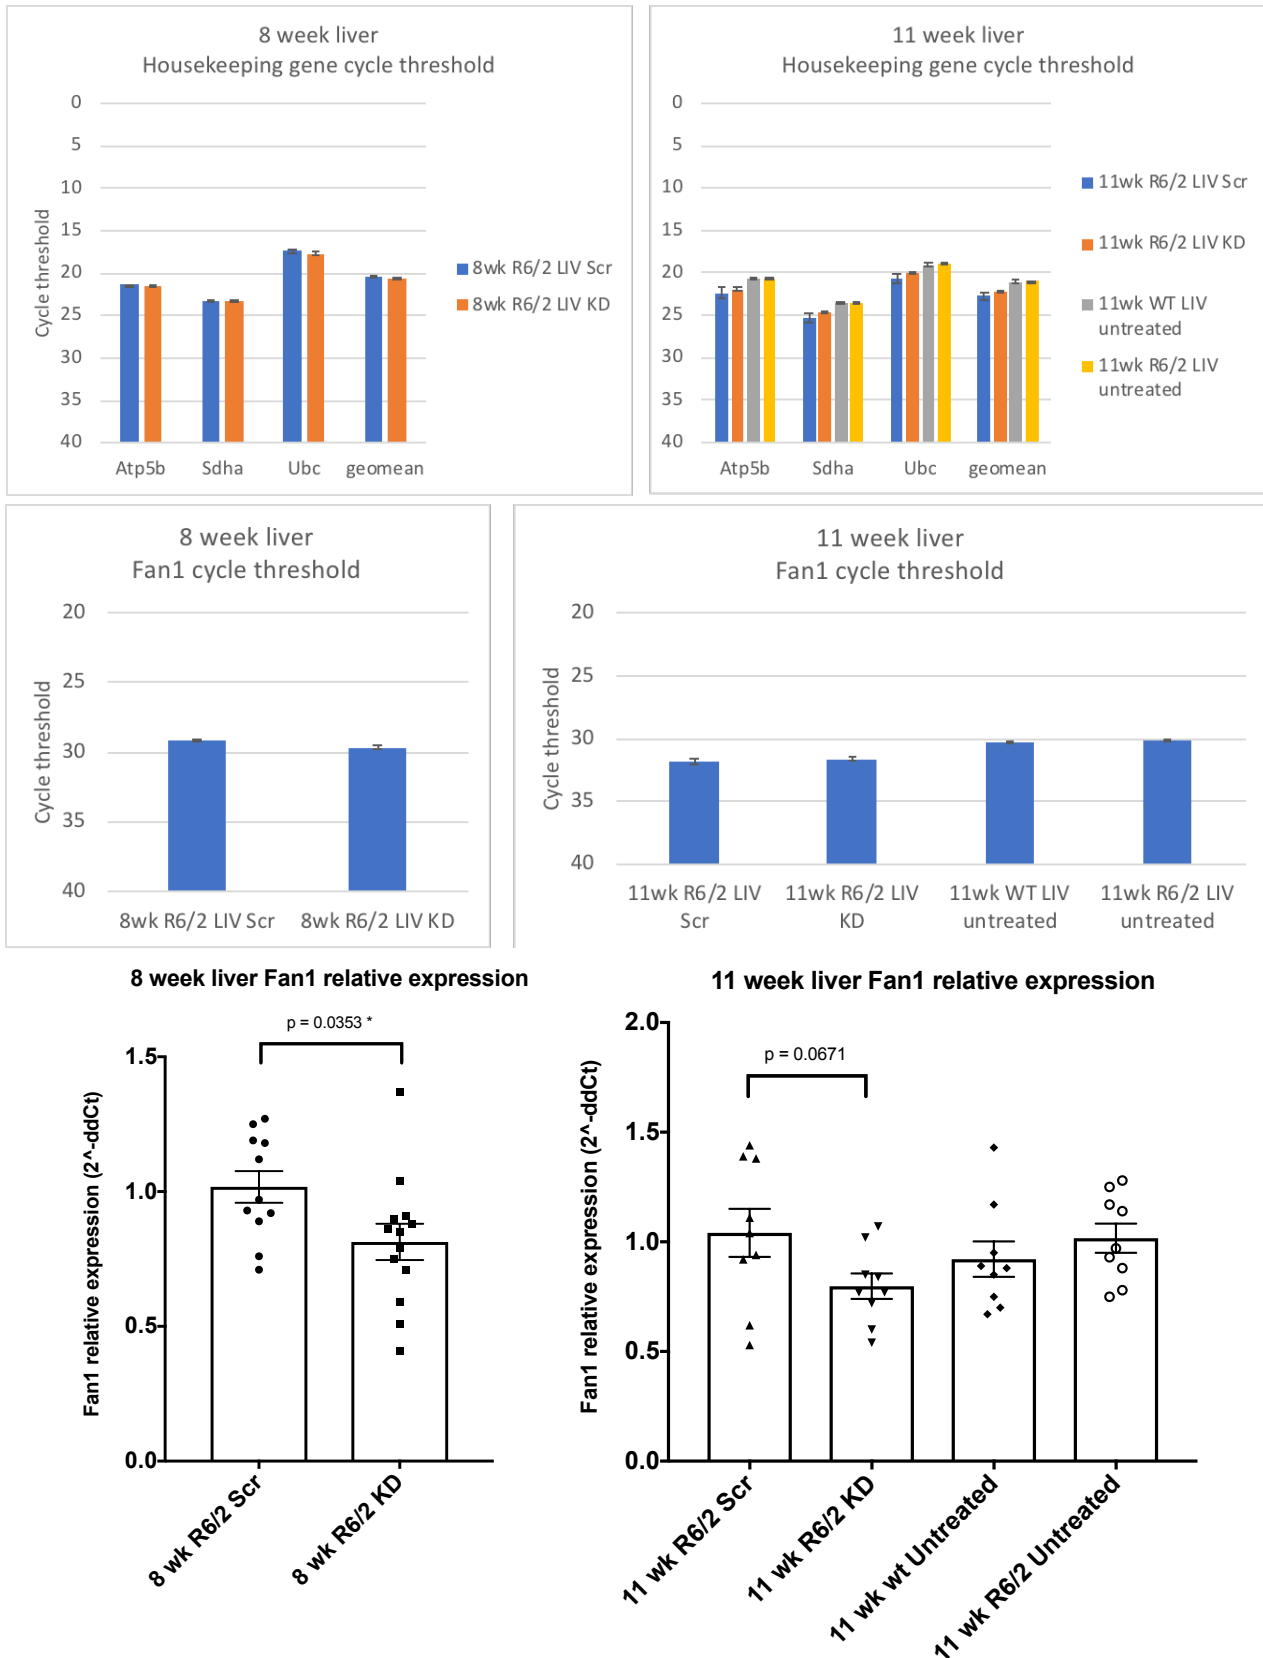 8 week liver
Housekeeping gene cycle threshold
0
5
10
15
20
25
30
35
40
Cycle threshold
Atp5b Sdha Ubc geomean
8wk R6/2 LIV Scr
8wk R6/2 LIV KD
11 week liver
Housekeeping gene cycle threshold
0
5
10
15
20
25
30
35
40
Atp5b Sdha Ubc geomean
11wk R6/2 LIV Scr
11wk R6/2 LIV KD
11wk WT LIV
untreated
11wk R6/2 LIV
untreated
8 week liver
Fan1 cycle threshold
20
25
30
35
40
Cycle threshold
8wk R6/2 LIV Scr 8wk R6/2 LIV KD
11 week liver
Fan1 cycle threshold
20
25
30
35
40
Cycle threshold
11wk R6/2 LIV
Scr
11wk R6/2 LIV
KD
11wk WT LIV
untreated
11wk R6/2 LIV
untreated
8 week liver Fan1 relative expression
p = 0.0353 *
1.5
1.0
0.5
0.0
Fan1 relative expression (2^-ddCt)
8 wk R6/2 Scr
8 wk R6/2 KD
11 week liver Fan1 relative expression
p = 0.0671
2.0
1.5
1.0
0.5
0.0
Fan1 relative expression (2^-ddCt)
11 wk R6/2 Scr
11 wk R6/2 KD
11 wk wt Untreated
11 wk R6/2 Untreated